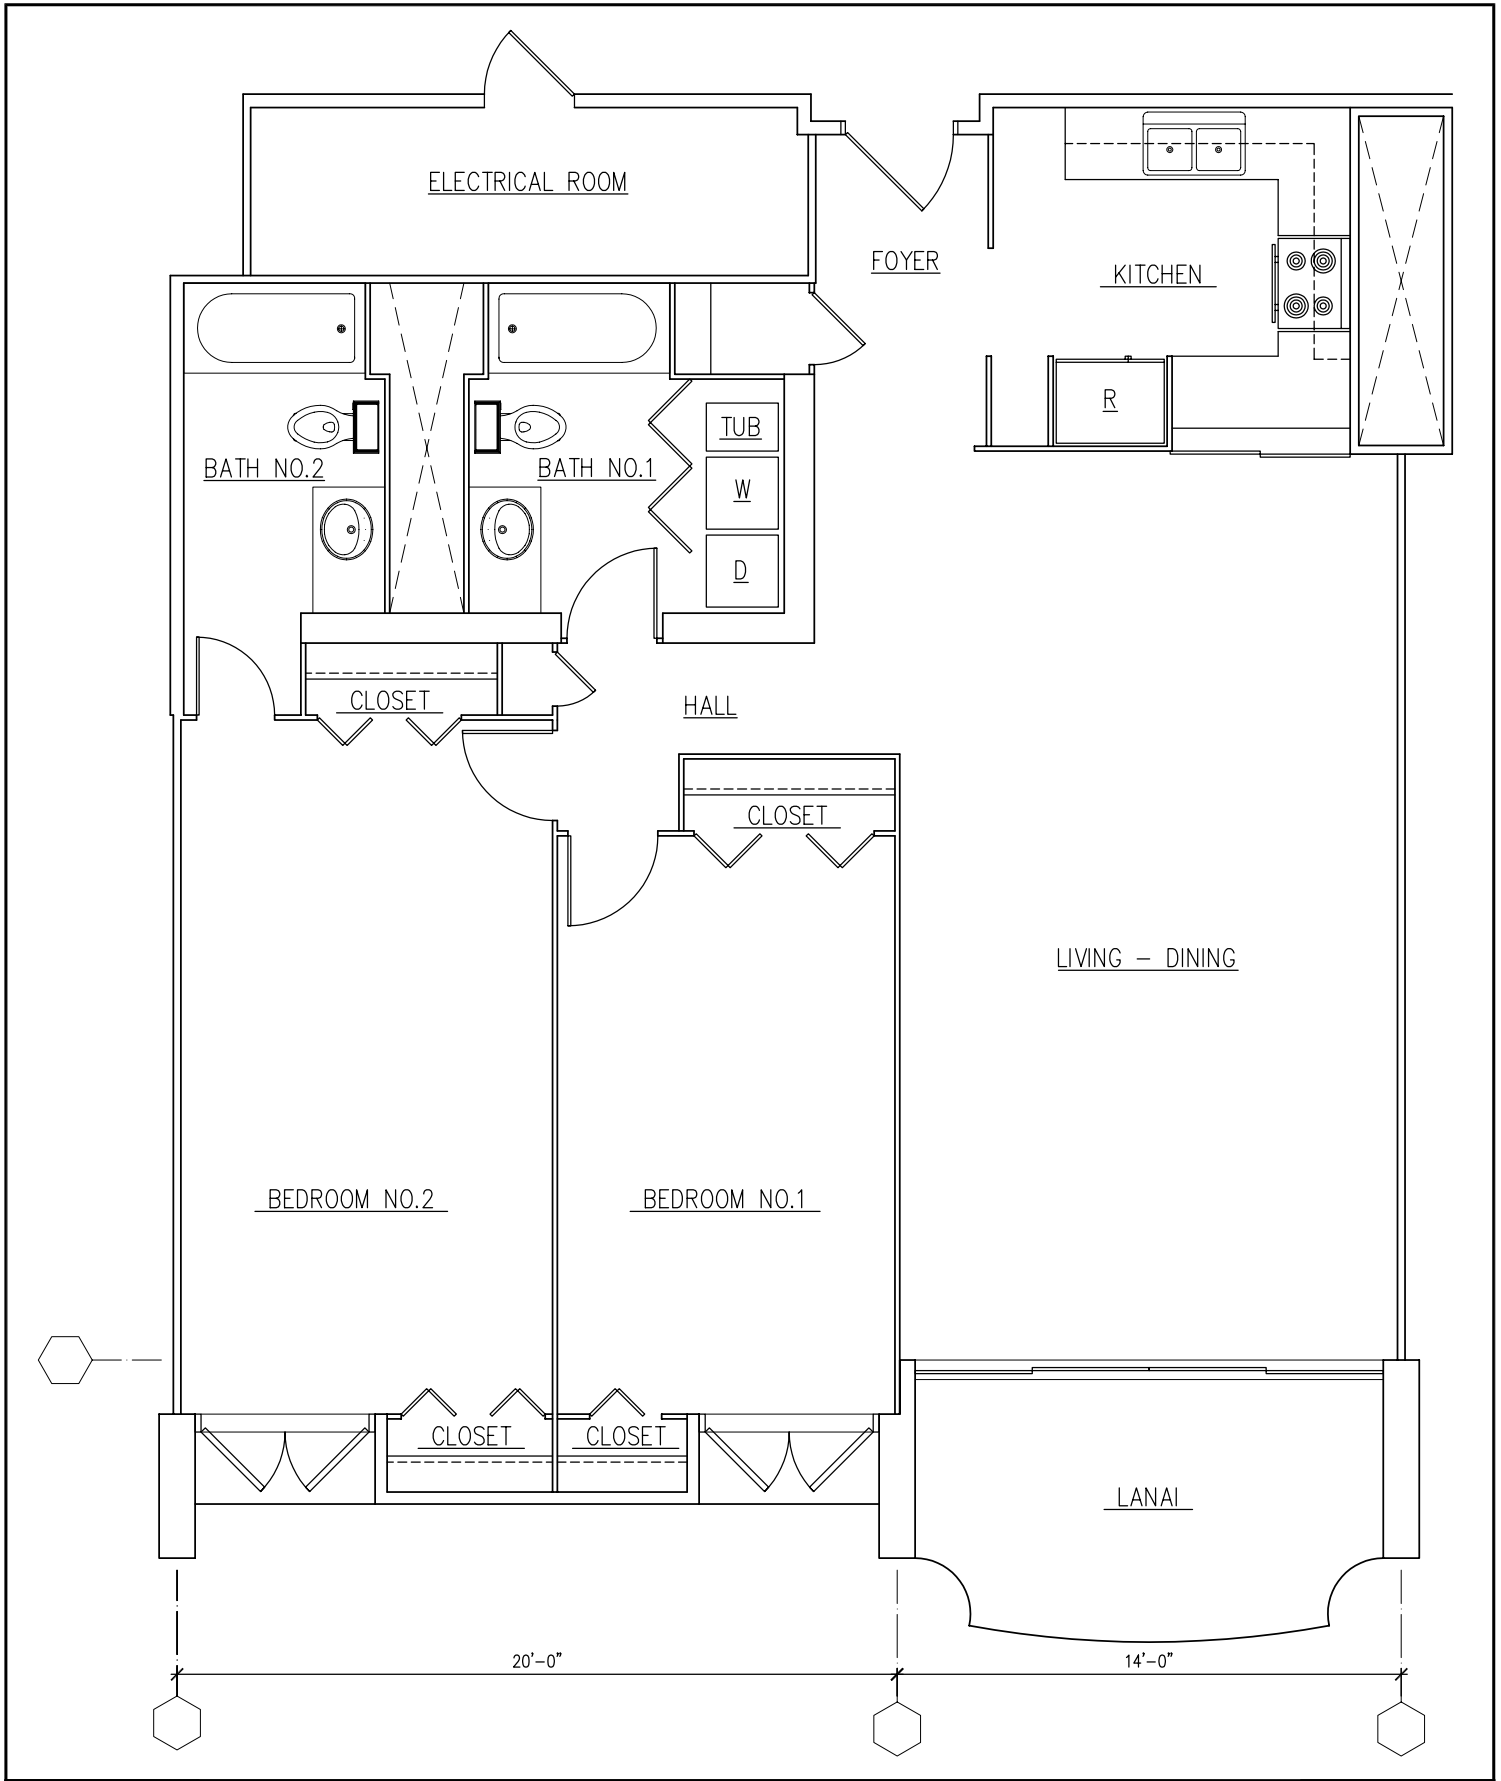 ELECTRICAL ROOM
FOYER
KITCHEN
R
TUB
BATH NO.2
BATH NO.1
W
D
CLOSET
HALL
CLOSET
LIVING – DINING
BEDROOM NO.2
BEDROOM NO.1
CLOSET
CLOSET
LANAI
20'-0"
14'-0"